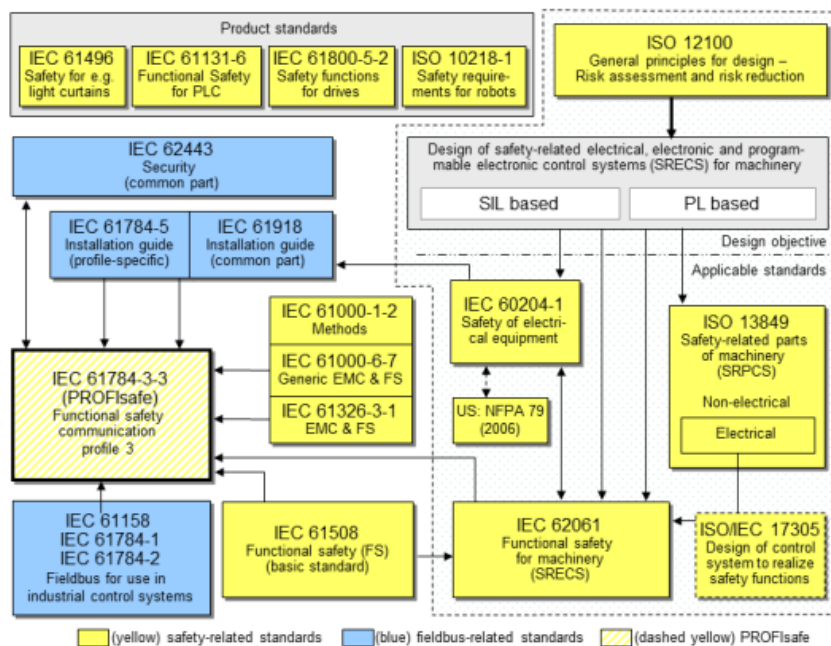 Product standards
IEC 61496
Safety for e.g.
light curtains
IEC 61131-6
Functional Safety
for PLC
IEC 61800-5-2
Safety functions
for drives
ISO 10218-1
Safety require-
ments for robots
ISO 12100
General principles for design –
Risk assessment and risk reduction
IEC 62443
Security
(common part)
Design of safety-related electrical, electronic and program-
mable electronic control systems (SRECS) for machinery
SIL based
PL based
Design objective
Applicable standards
IEC 61784-5
Installation guide
(profile-specific)
IEC 61918
Installation guide
(common part)
IEC 61000-1-2
Methods
IEC 61000-6-7
Generic EMC & FS
IEC 61326-3-1
EMC & FS
IEC 60204-1
Safety of electri-
cal equipment
US: NFPA 79
(2006)
ISO 13849
Safety-related parts
of machinery
(SRPCS)
Non-electrical
Electrical
IEC 61784-3-3
(PROFIsafe)
Functional safety
communication
profile 3
IEC 61158
IEC 61784-1
IEC 61784-2
Fieldbus for use in
industrial control systems
IEC 61508
Functional safety (FS)
(basic standard)
IEC 62061
Functional safety
for machinery
(SRECS)
ISO/IEC 17305
Design of control
system to realize
safety functions
(yellow) safety-related standards
(blue) fieldbus-related standards
(dashed yellow) PROFIsafe